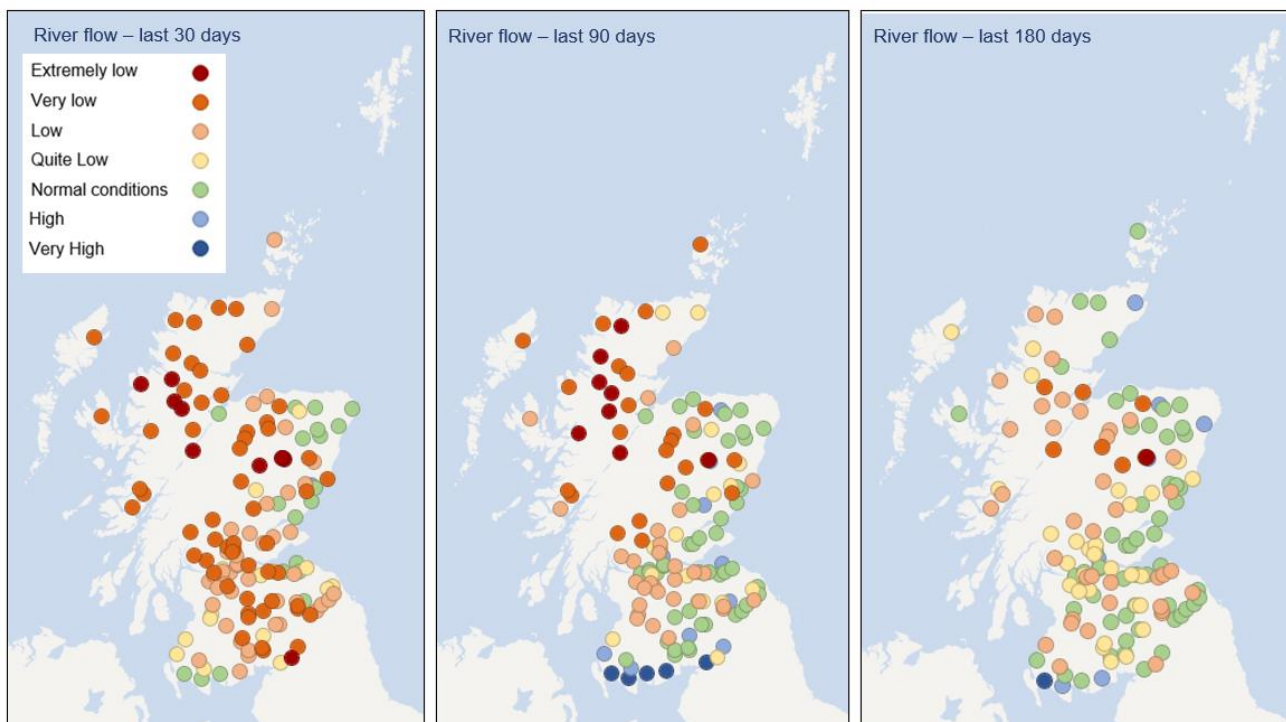 River flow – last 30 days
Extremely low
Very low
Low
Quite Low
Normal conditions
High
Very High
River flow – last 90 days
River flow – last 180 days